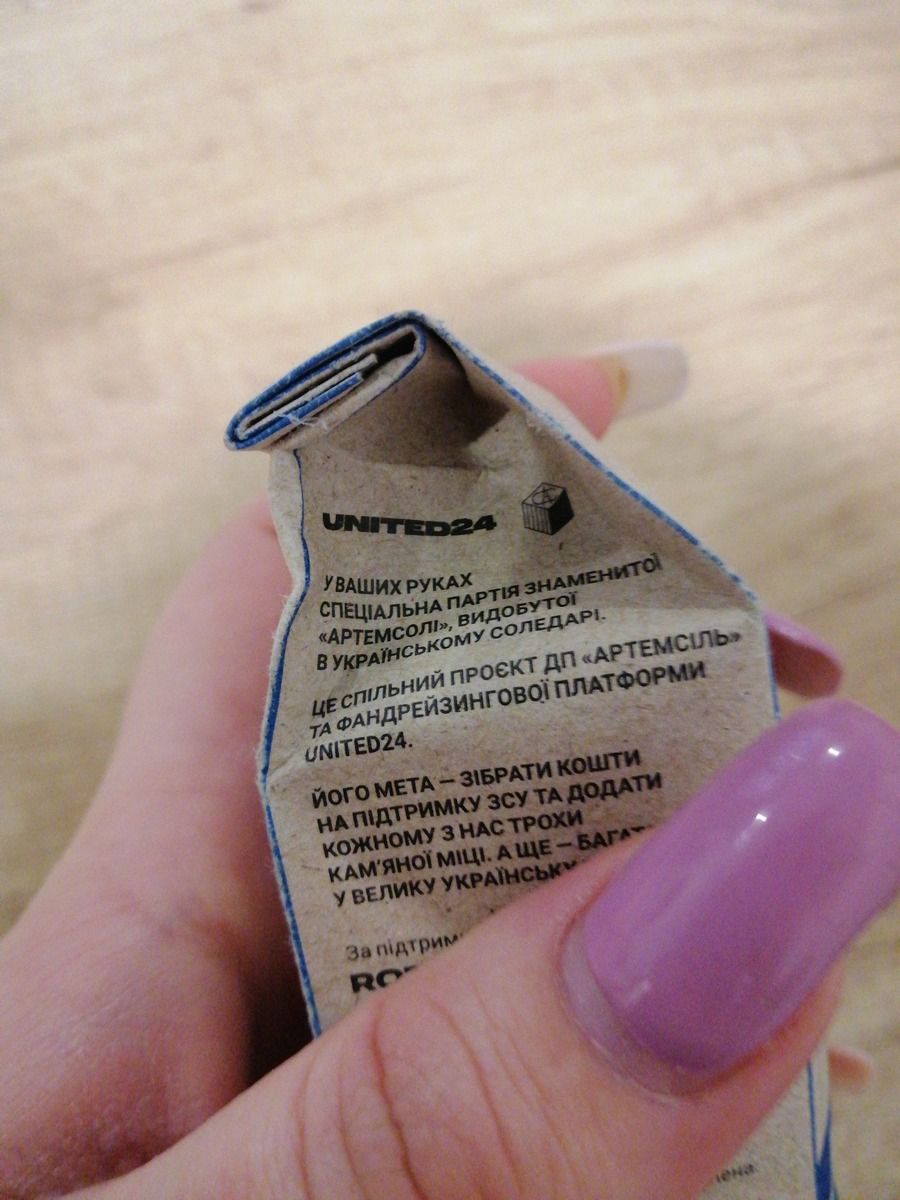 UNITED24
У ВАШИХ РУКАХ
СПЕЦІАЛЬНА ПАРТІЯ ЗНАМЕНИТОЇ
«АРТЕМСОЛІ», ВИДОБУТОЇ
В УКРАЇНСЬКОМУ СОЛЕДАРІ.
ЦЕ СПІЛЬНИЙ ПРОЄКТ ДП «АРТЕМСІЛЬ»
ТА ФАНДРЕЙЗИНГОВОЇ ПЛАТФОРМИ
UNITED24.
ЙОГО МЕТА — ЗІБРАТИ КОШТИ
НА ПІДТРИМКУ ЗСУ ТА ДОДАТИ
КОЖНОМУ З НАС ТРОХИ
КАМ'ЯНОЇ МІЦІ. А ЩЕ —
У ВЕЛИКУ
За